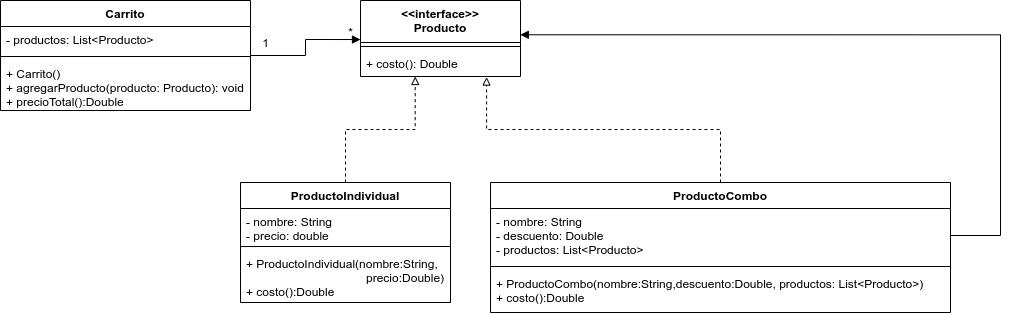 Carrito
- productos: List<Producto>
+ Carrito()
+ agregarProducto(producto: Producto): void
+ precioTotal():Double
1
*
<<interface>>
Producto
+ costo(): Double
ProductoIndividual
- nombre: String
- precio: double
+ ProductoIndividual(nombre:String,
precio:Double)
+ costo():Double
ProductoCombo
- nombre: String
- descuento: Double
- productos: List<Producto>
+ ProductoCombo(nombre:String,descuento:Double, productos: List<Producto>)
+ costo():Double